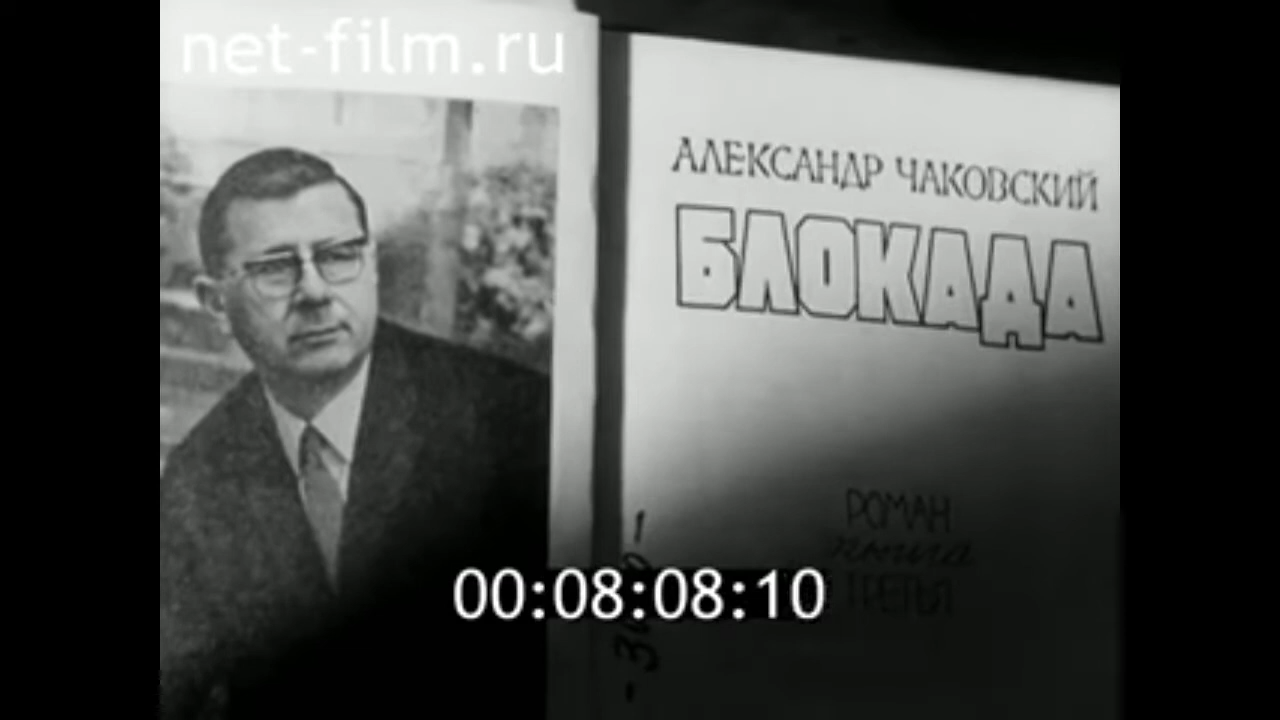 net-film.ru
АЛЕКСАНДР ЧАКОВСКИЙ
БЛОКАДА
РОМАН
книга
ТРЕТЬЯ
00:08:08:10